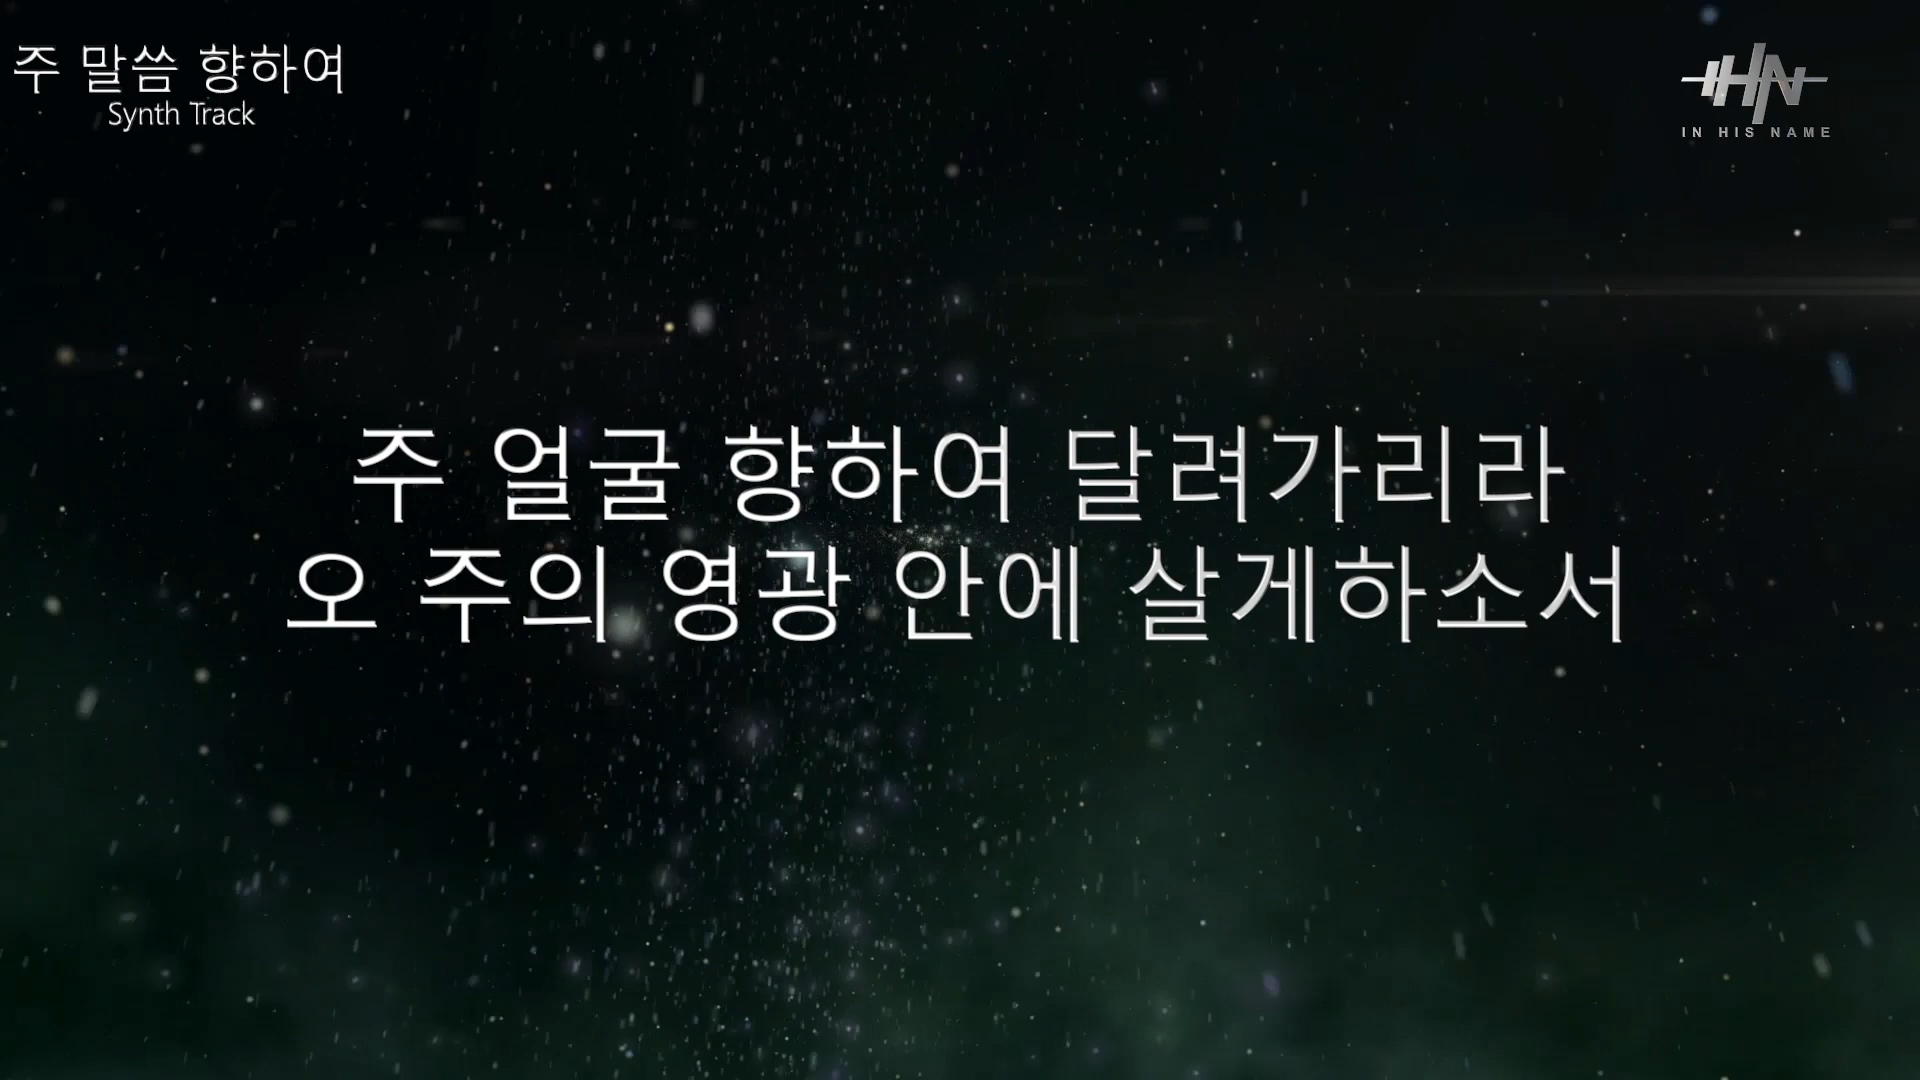 주 말씀 향하여
Synth Track
IHN
IN HIS NAME
주 얼굴 향하여 달려가리라
오 주의 영광 안에 살게하소서